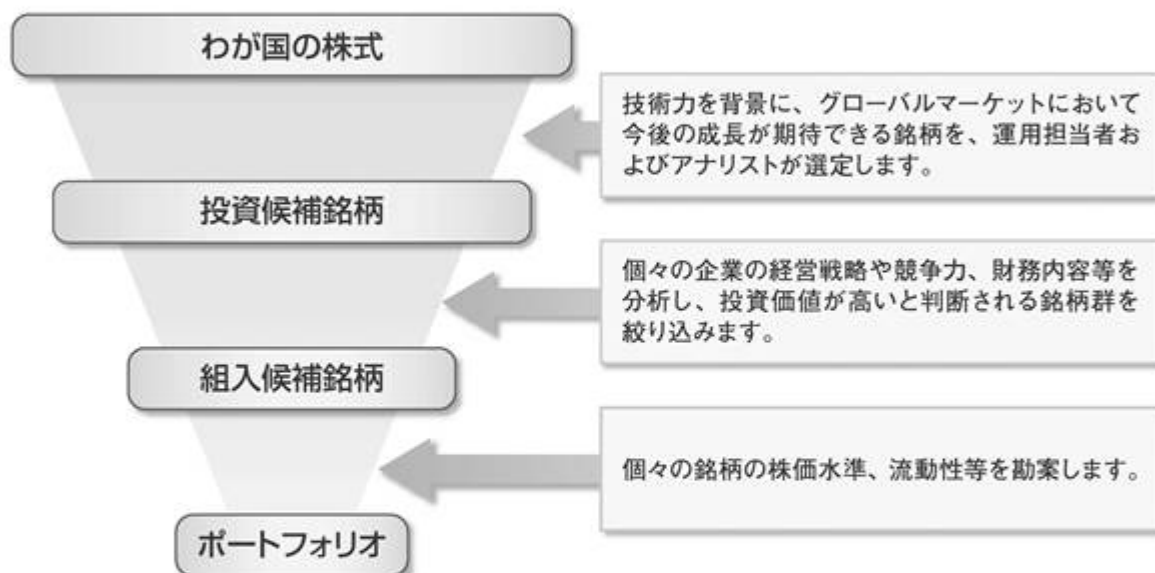 わが国の株式
技術力を背景に、グローバルマーケットにおいて
今後の成長が期待できる銘柄を、運用担当者お
よびアナリストが選定します。
投資候補銘柄
個々の企業の経営戦略や競争力、財務内容等を
分析し、投資価値が高いと判断される銘柄群を
絞り込みます。
組入候補銘柄
個々の銘柄の株価水準、流動性等を勘案します。
ポートフォリオ